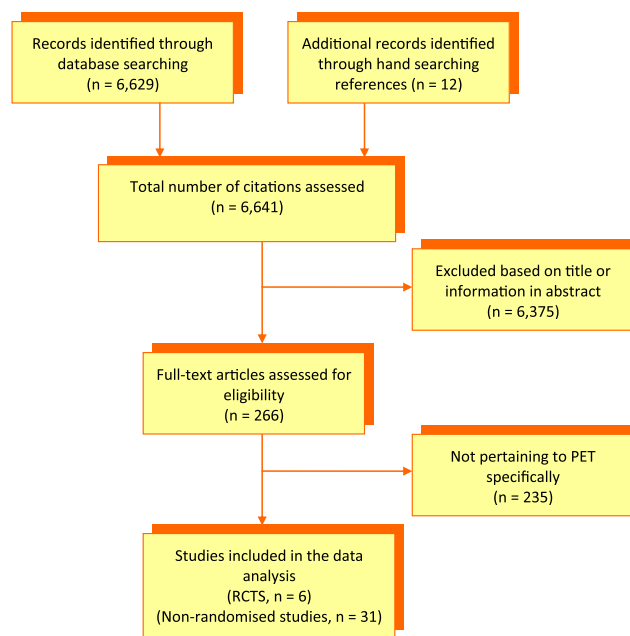 Records identified through
database searching
(n = 6,629)
Additional records identified
through hand searching
references (n = 12)
Total number of citations assessed
(n = 6,641)
Excluded based on title or
information in abstract
(n = 6,375)
Full-text articles assessed for
eligibility
(n = 266)
Not pertaining to PET
specifically
(n = 235)
Studies included in the data
analysis
(RCTS, n = 6)
(Non-randomised studies, n = 31)